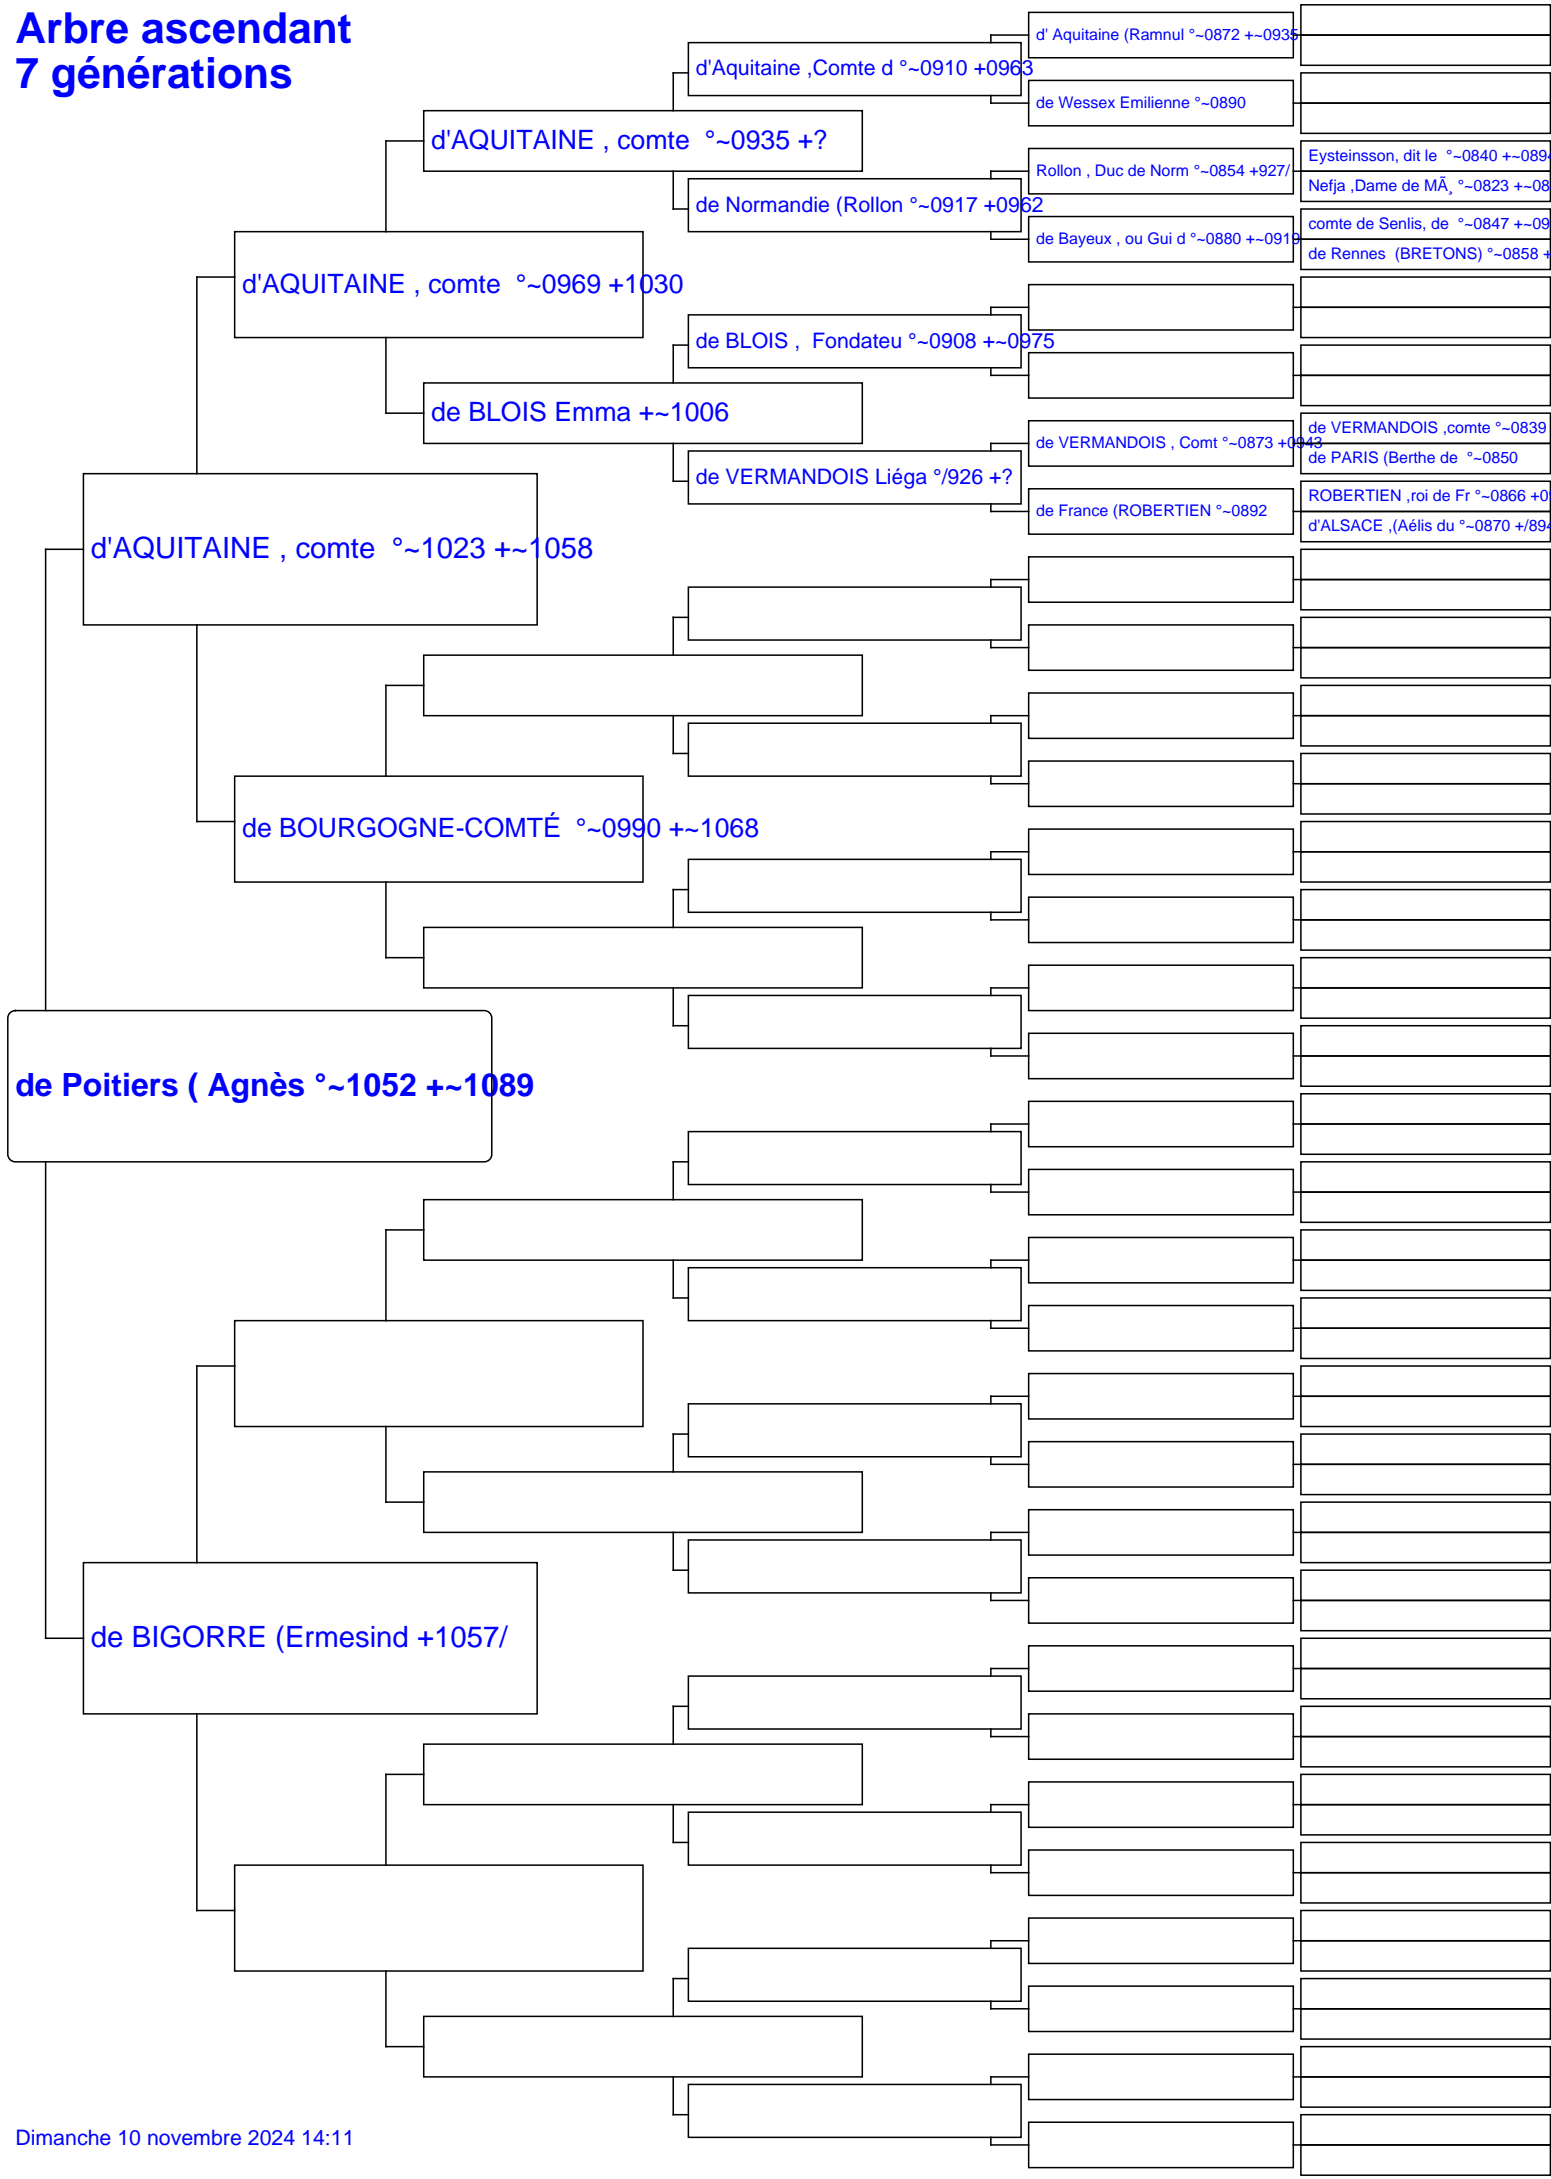 Arbre ascendant
7 générations
d' Aquitaine (Ramnul °~0872 +~0935
d'Aquitaine ,Comte d °~0910 +0963
de Wessex Emilienne °~0890
d'AQUITAINE , comte °~0935 +?
Eysteinsson, dit le °~0840 +~0894
Rollon , Duc de Norm °~0854 +927/
Nefja ,Dame de MÃ¸ °~0823 +~08
de Normandie (Rollon °~0917 +0962
comte de Senlis, de °~0847 +~09
de Bayeux , ou Gui d °~0880 +~0919
de Rennes (BRETONS) °~0858 +
d'AQUITAINE , comte °~0969 +1030
de BLOIS , Fondateu °~0908 +~0975
de BLOIS Emma +~1006
de VERMANDOIS ,comte °~0839
de VERMANDOIS , Comt °~0873 +0943
de PARIS (Berthe de °~0850
de VERMANDOIS Liéga °/926 +?
ROBERTIEN ,roi de Fr °~0866 +0
de France (ROBERTIEN °~0892
d'ALSACE ,(Aélis du °~0870 +/894
d'AQUITAINE , comte °~1023 +~1058
de BOURGOGNE-COMTÉ °~0990 +~1068
de Poitiers ( Agnès °~1052 +~1089
de BIGORRE (Ermesind +1057/
Dimanche 10 novembre 2024 14:11